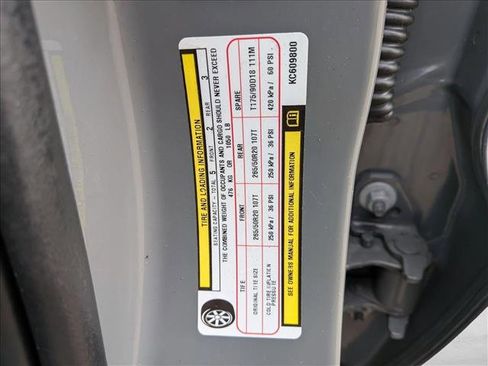 TIRE AND LOADING INFORMATION
SEATING CAPACITY - TOTAL 5 FRONT 2 REAR 3
THE COMBINED WEIGHT OF OCCUPANTS AND CARGO SHOULD NEVER EXCEED
476 KG OR 1050 LB
TIRE FRONT REAR SPARE
ORIGINAL TIRE SIZE 265/50R20 107T 265/50R20 107T T175/90D18 111M
COLD TIRE INFLATION PRESSURE 250 kPa / 36 PSI 250 kPa / 36 PSI 420 kPa / 60 PSI
SEE OWNERS MANUAL FOR ADDITIONAL INFORMATION
KC609800